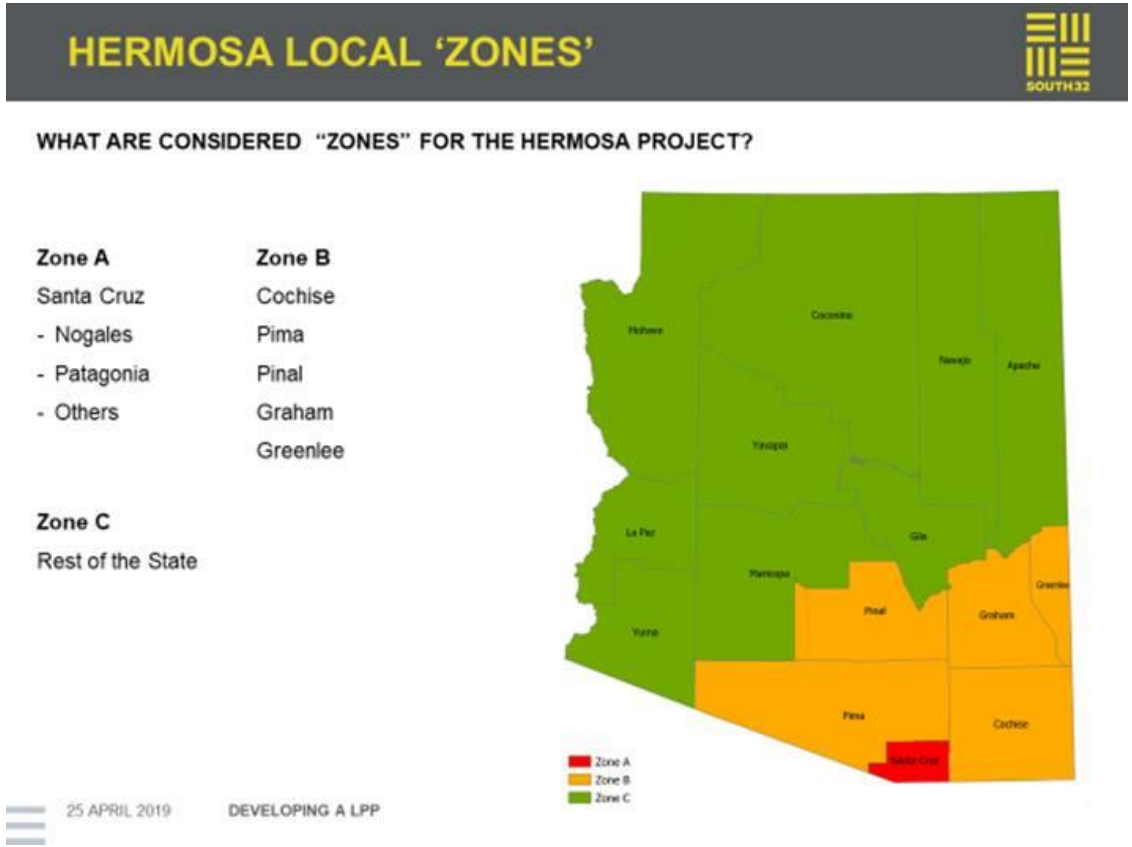 HERMOSA LOCAL ‘ZONES’
SOUTH32
WHAT ARE CONSIDERED “ZONES” FOR THE HERMOSA PROJECT?
Zone A
Santa Cruz
- Nogales
- Patagonia
- Others
Zone B
Cochise
Pima
Pinal
Graham
Greenlee
Zone C
Rest of the State
Mohave
Coconino
Navajo
Apache
Yavapai
La Paz
Gila
Maricopa
Greenlee
Pinal
Graham
Yuma
Pima
Cochise
Santa Cruz
Zone A
Zone B
Zone C
25 APRIL 2019 DEVELOPING A LPP